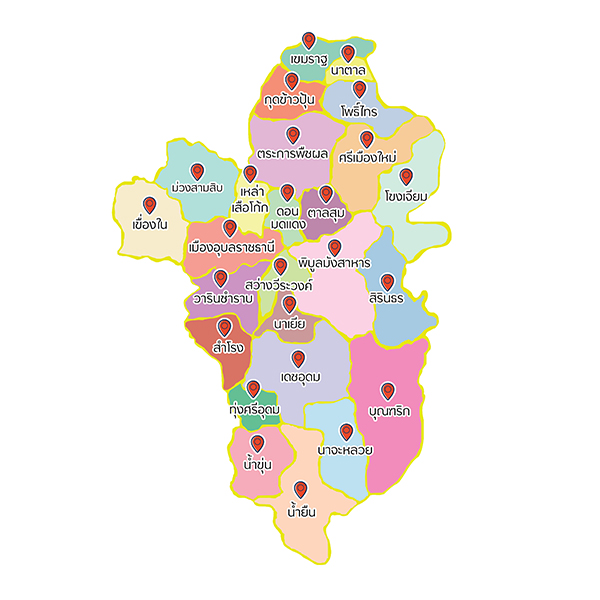 เขมราฐ
นาตาล
กุดข้าวปุ้น
โพธิ์ไทร
ตระการพืชผล
ศรีเมืองใหม่
ม่วงสามสิบ
เหล่า
เสือโก้ก
ดอน
มดแดง
ตาลสุม
โขงเจียม
เขื่องใน
เมืองอุบลราชธานี
พิบูลมังสาหาร
วารินชำราบ
สว่างวีระวงศ์
สิรินธร
นาเยีย
สำโรง
เดชอุดม
ทุ่งศรีอุดม
บุณฑริก
นาจะหลวย
น้ำขุ่น
น้ำยืน